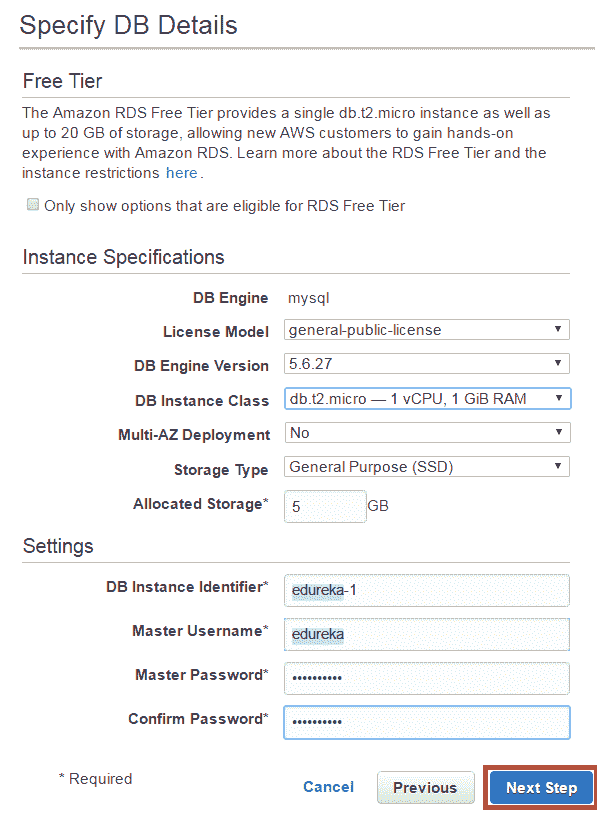 Specify DB Details
Free Tier
The Amazon RDS Free Tier provides a single db.t2.micro instance as well as
up to 20 GB of storage, allowing new AWS customers to gain hands-on
experience with Amazon RDS. Learn more about the RDS Free Tier and the
instance restrictions here.
Only show options that are eligible for RDS Free Tier
Instance Specifications
DB Engine mysql
License Model general-public-license
DB Engine Version 5.6.27
DB Instance Class db.t2.micro — 1 vCPU, 1 GiB RAM
Multi-AZ Deployment No
Storage Type General Purpose (SSD)
Allocated Storage* 5 GB
Settings
DB Instance Identifier* edureka-1
Master Username* edureka
Master Password* ••••••••••
Confirm Password* ••••••••••
* Required Cancel Previous Next Step